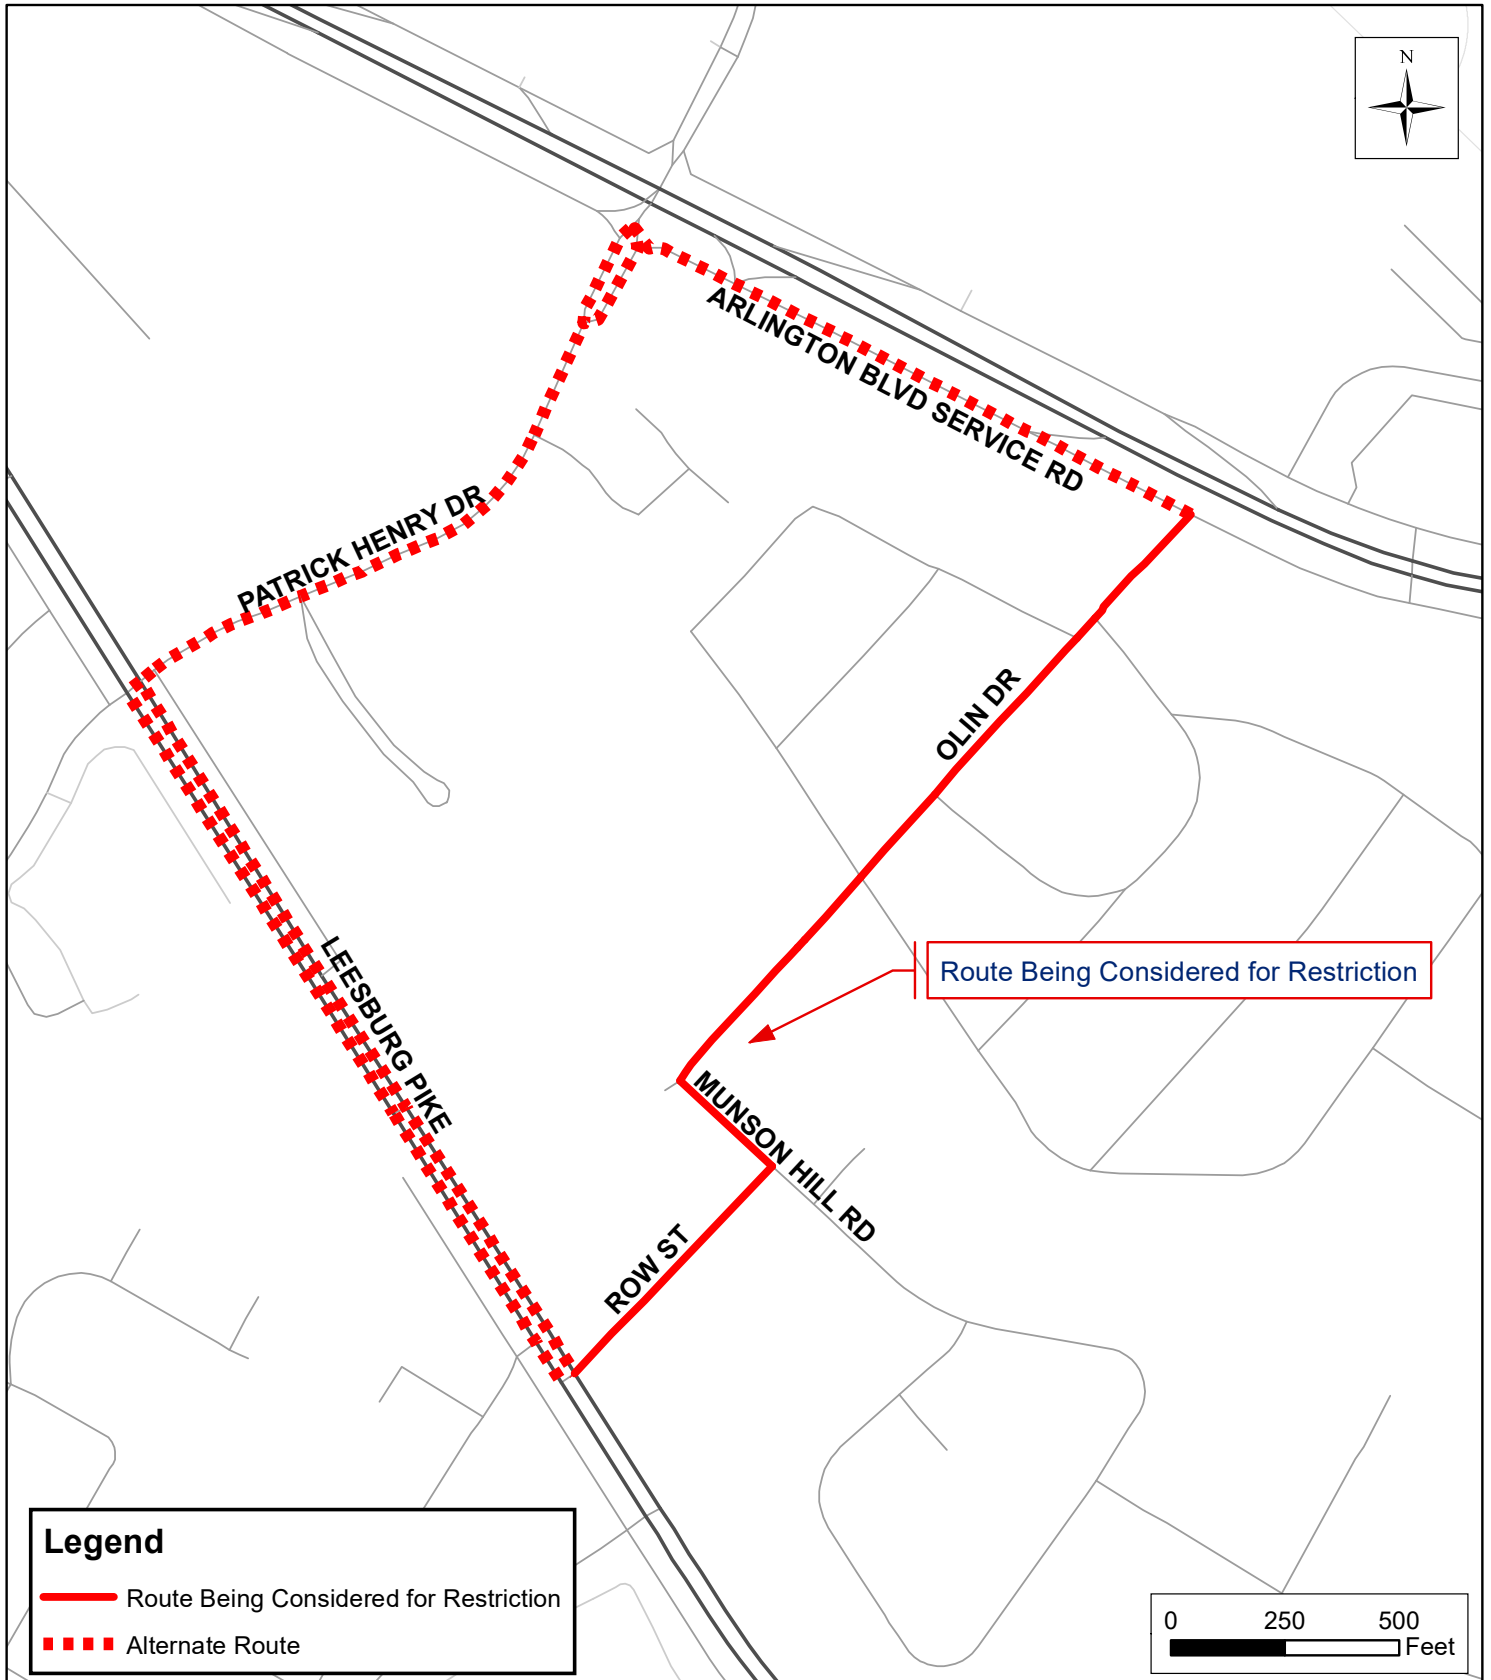 N
ARLINGTON BLVD SERVICE RD
PATRICK HENRY DR
OLIN DR
LEESBURG PIKE
Route Being Considered for Restriction
MUNSON HILL RD
ROW ST
Legend
Route Being Considered for Restriction
Alternate Route
0 250 500
Feet